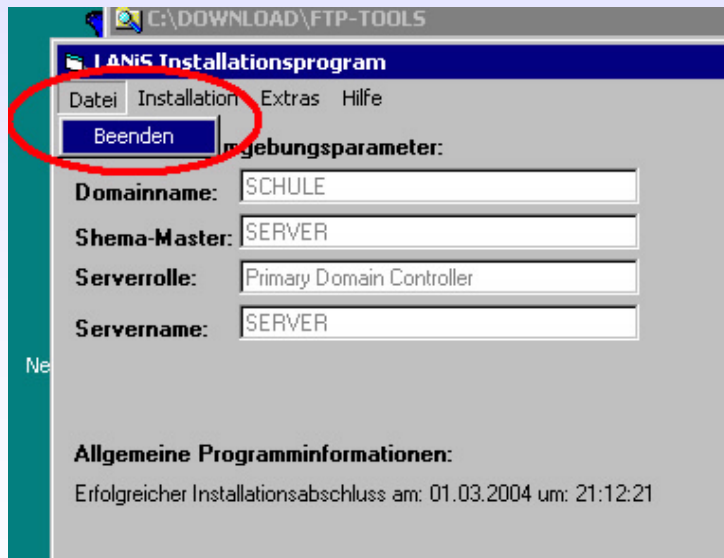 C:\DOWNLOAD\FTP-TOOLS
LANiS Installationsprogram
Datei Installation Extras Hilfe
Beenden
mgebungsparameter:
Domainname: SCHULE
Shema-Master: SERVER
Serverrolle: Primary Domain Controller
Servername: SERVER
Ne
Allgemeine Programminformationen:
Erfolgreicher Installationsabschluss am: 01.03.2004 um: 21:12:21